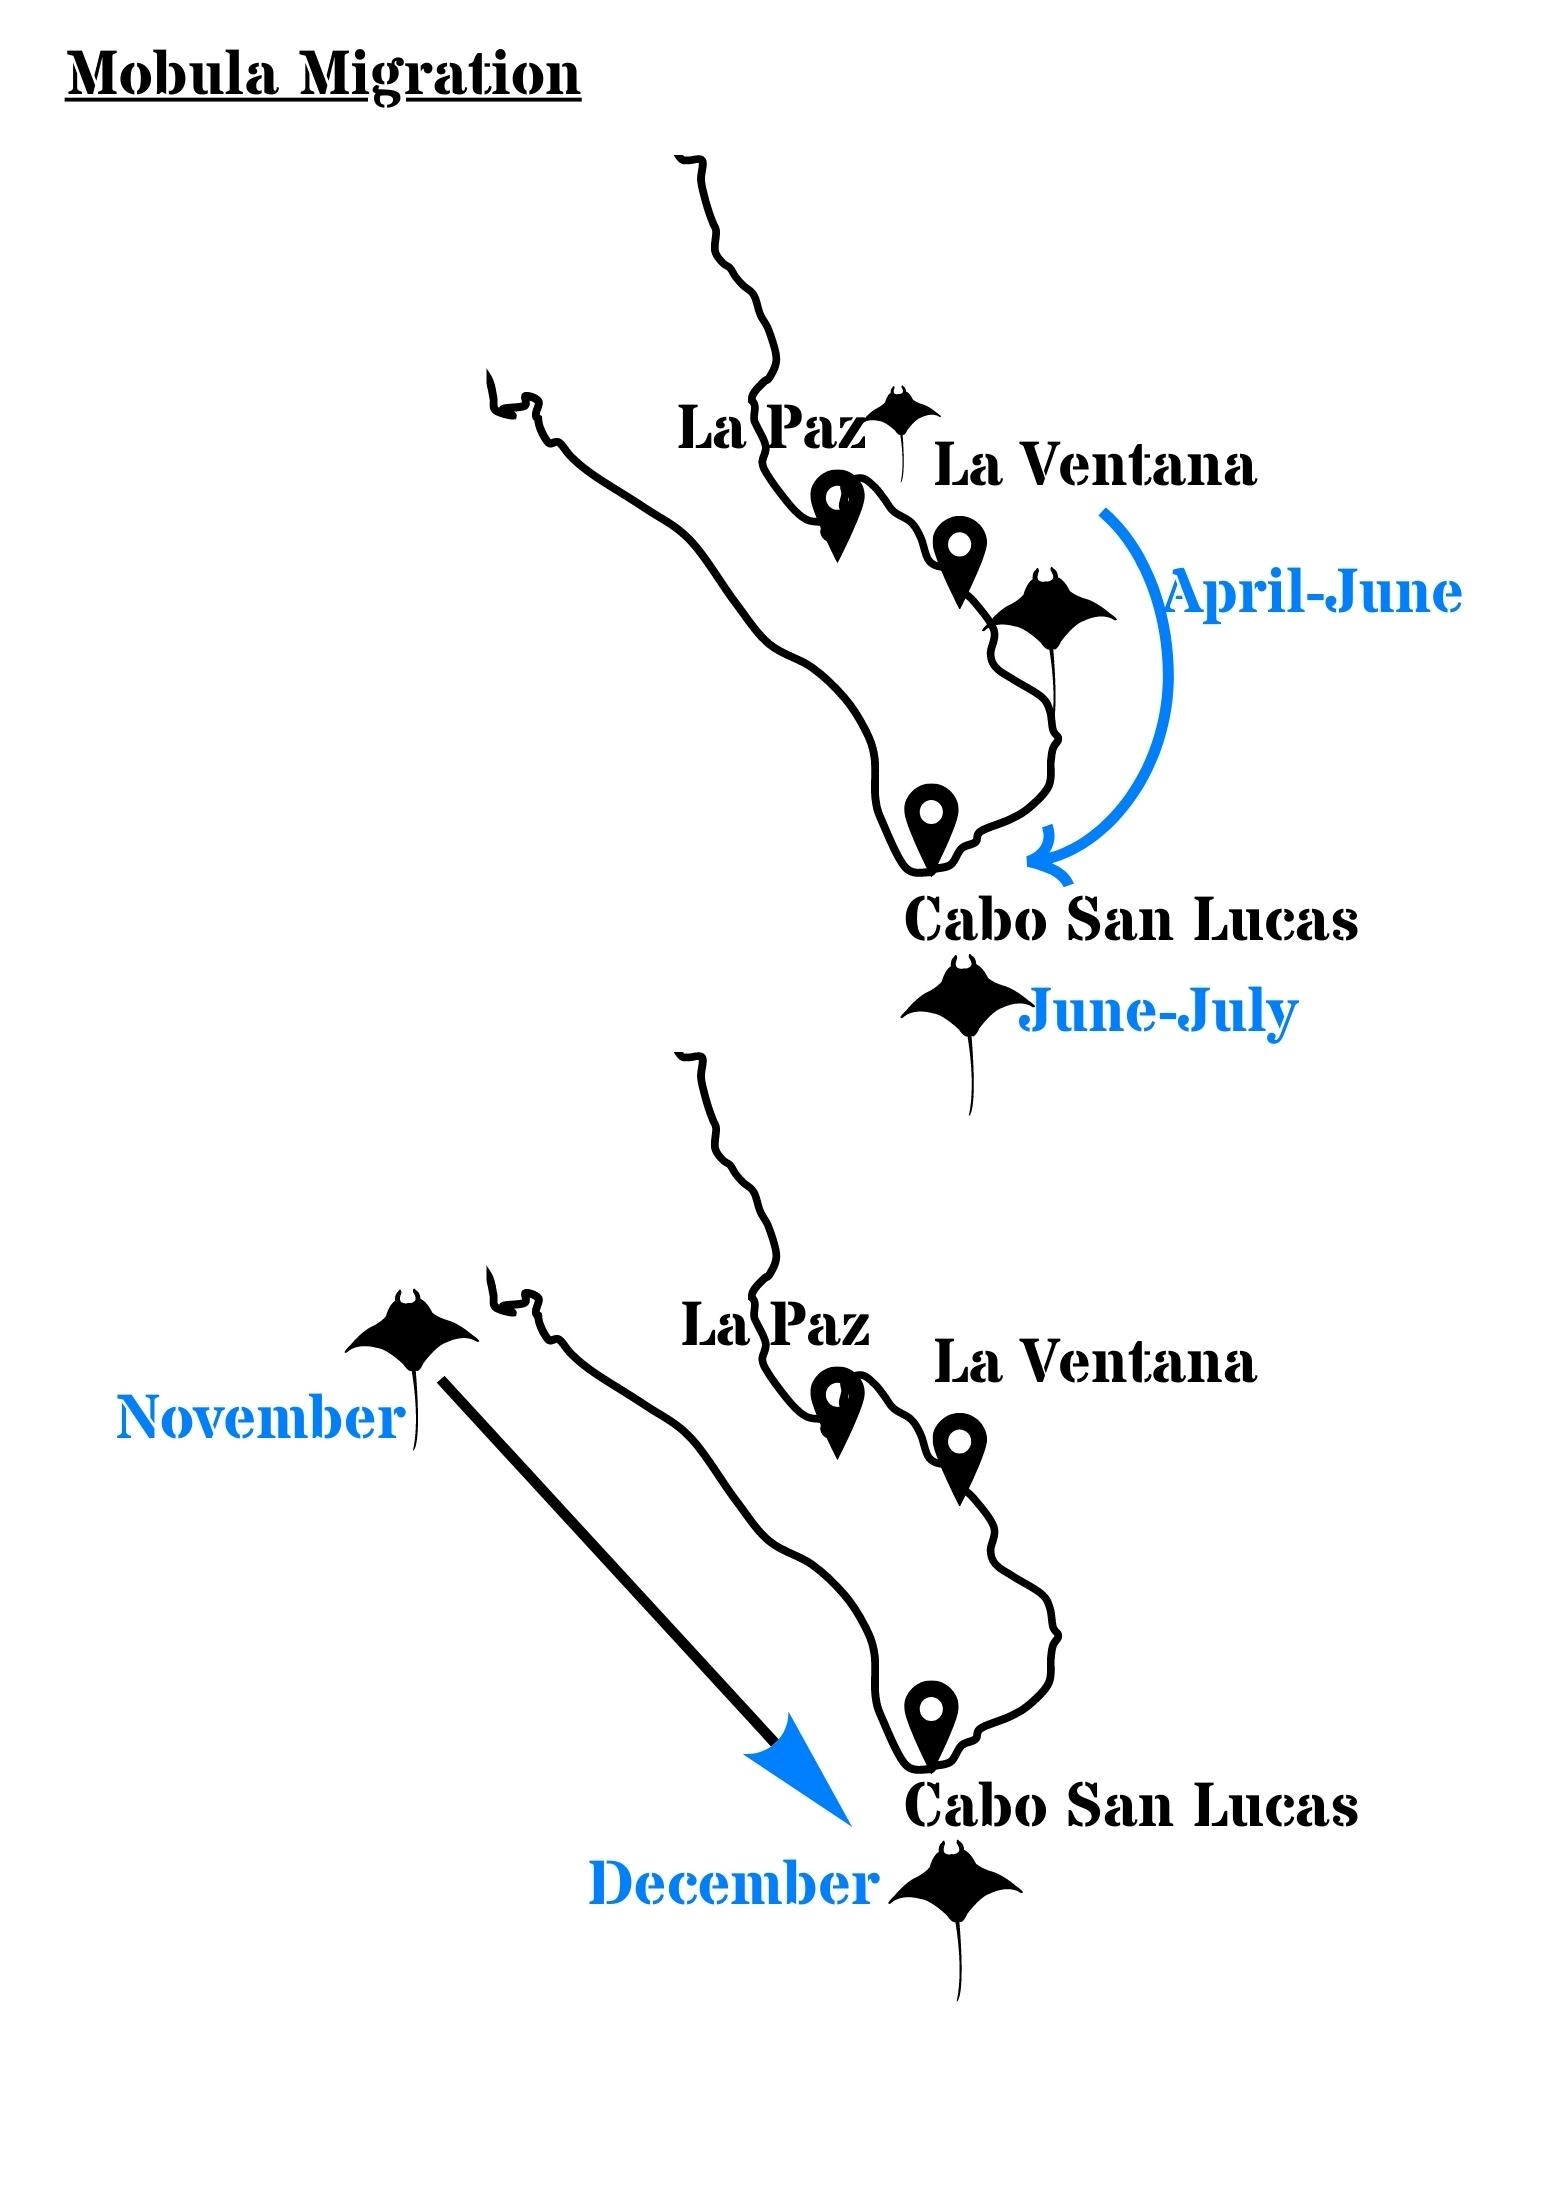 Mobula Migration
La Paz
La Ventana
April-June
Cabo San Lucas
June-July
La Paz
La Ventana
November
Cabo San Lucas
December